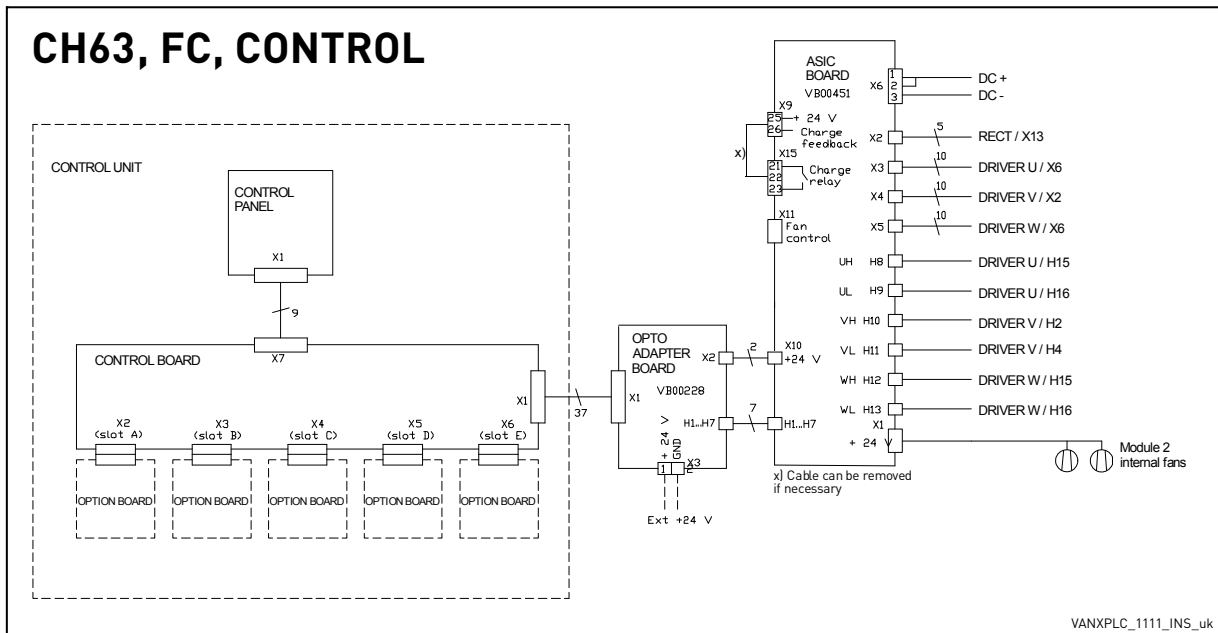 CH63, FC, CONTROL
CONTROL UNIT
CONTROL
PANEL
X1
9
X7
CONTROL BOARD
X1
37
X2
(slot A)
X3
(slot B)
X4
(slot C)
X5
(slot D)
X6
(slot E)
OPTION BOARD
OPTION BOARD
OPTION BOARD
OPTION BOARD
OPTION BOARD
OPTO
ADAPTER
BOARD
VB00228
X1
X2
2
H1...H7
7
+ 24 V
GND
1
2
X3
Ext +24 V
ASIC
BOARD
VB00451
X9
25
+ 24 V
26
Charge
feedback
x)
X15
21
22
23
Charge
relay
X11
Fan
control
X10
+24 V
H1...H7
X6
1
2
3
DC +
DC -
X2
5
RECT / X13
X3
10
DRIVER U / X6
X4
10
DRIVER V / X2
X5
10
DRIVER W / X6
UH H8
DRIVER U / H15
UL H9
DRIVER U / H16
VH H10
DRIVER V / H2
VL H11
DRIVER V / H4
WH H12
DRIVER W / H15
WL H13
DRIVER W / H16
X1
+ 24 V
Module 2
internal fans
x) Cable can be removed
if necessary
VANXPLC_1111_INS_uk